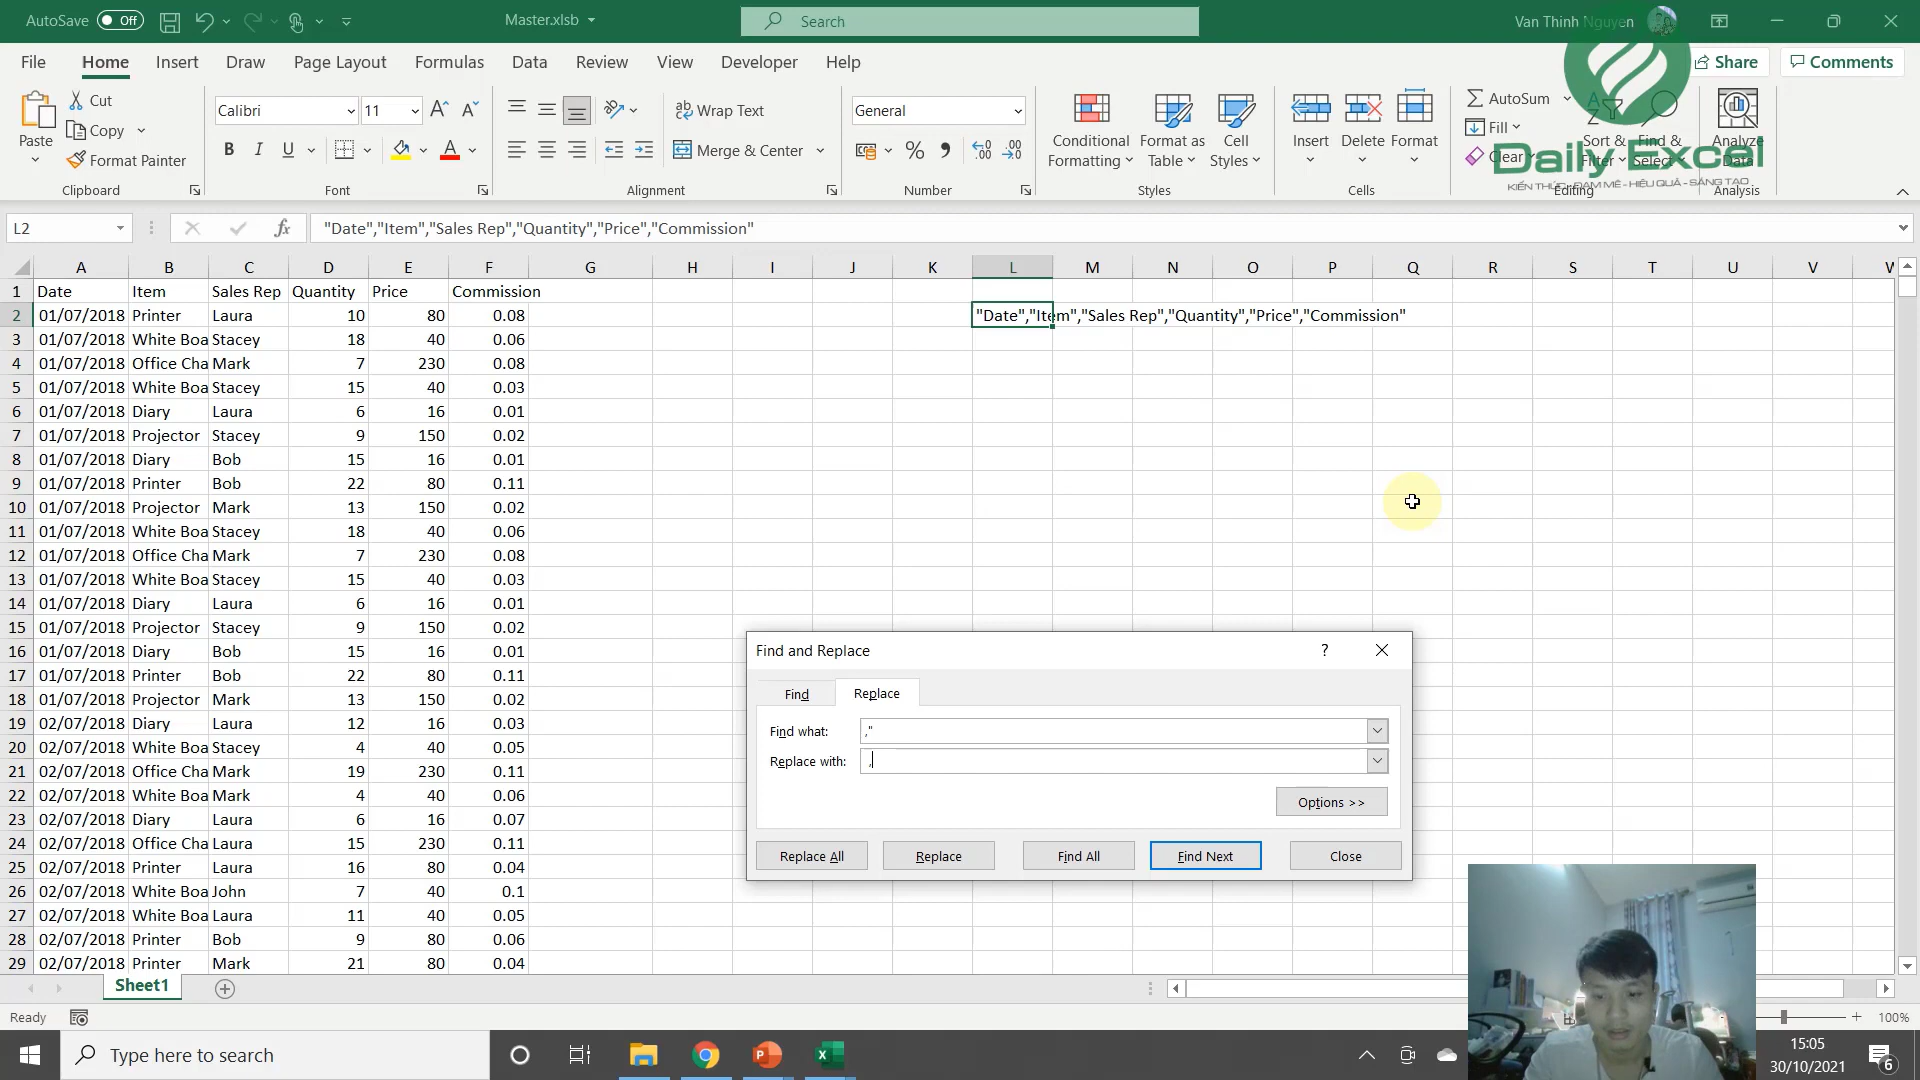 AutoSave Off Master.xlsb Search Van Thinh Nguyen
File Home Insert Draw Page Layout Formulas Data Review View Developer Help Share Comments
Paste Cut Copy Format Painter Clipboard
Calibri 11 B I U Font
Wrap Text Merge & Center Alignment
General % Number
Conditional Formatting Format as Table Cell Styles Styles
Insert Delete Format Cells
AutoSum Fill Clear Sort & Filter Find & Select Editing
Analyze Data Analysis
Daily Excel
KIẾN THỨC - ĐAM MÊ - HIỆU QUẢ - SÁNG TẠO
L2 fx "Date","Item","Sales Rep","Quantity","Price","Commission"
A B C D E F G H I J K L M N O P Q R S T U V W
1 Date Item Sales Rep Quantity Price Commission
2 01/07/2018 Printer Laura 10 80 0.08 "Date","Item","Sales Rep","Quantity","Price","Commission"
3 01/07/2018 White Boa Stacey 18 40 0.06
4 01/07/2018 Office Cha Mark 7 230 0.08
5 01/07/2018 White Boa Stacey 15 40 0.03
6 01/07/2018 Diary Laura 6 16 0.01
7 01/07/2018 Projector Stacey 9 150 0.02
8 01/07/2018 Diary Bob 15 16 0.01
9 01/07/2018 Printer Bob 22 80 0.11
10 01/07/2018 Projector Mark 13 150 0.02
11 01/07/2018 White Boa Stacey 18 40 0.06
12 01/07/2018 Office Cha Mark 7 230 0.08
13 01/07/2018 White Boa Stacey 15 40 0.03
14 01/07/2018 Diary Laura 6 16 0.01
15 01/07/2018 Projector Stacey 9 150 0.02
16 01/07/2018 Diary Bob 15 16 0.01
17 01/07/2018 Printer Bob 22 80 0.11
18 01/07/2018 Projector Mark 13 150 0.02
19 02/07/2018 Diary Laura 12 16 0.03
20 02/07/2018 White Boa Stacey 4 40 0.05
21 02/07/2018 Office Cha Mark 19 230 0.11
22 02/07/2018 White Boa Mark 4 40 0.06
23 02/07/2018 Diary Laura 6 16 0.07
24 02/07/2018 Office Cha Laura 15 230 0.11
25 02/07/2018 Printer Laura 16 80 0.04
26 02/07/2018 White Boa John 7 40 0.1
27 02/07/2018 White Boa Laura 11 40 0.05
28 02/07/2018 Printer Bob 9 80 0.06
29 02/07/2018 Printer Mark 21 80 0.04
Find and Replace ?
Find Replace
Find what: ,"
Replace with: ,
Options >>
Replace All Replace Find All Find Next Close
Sheet1
Ready 100%
Type here to search
15:05
30/10/2021
6